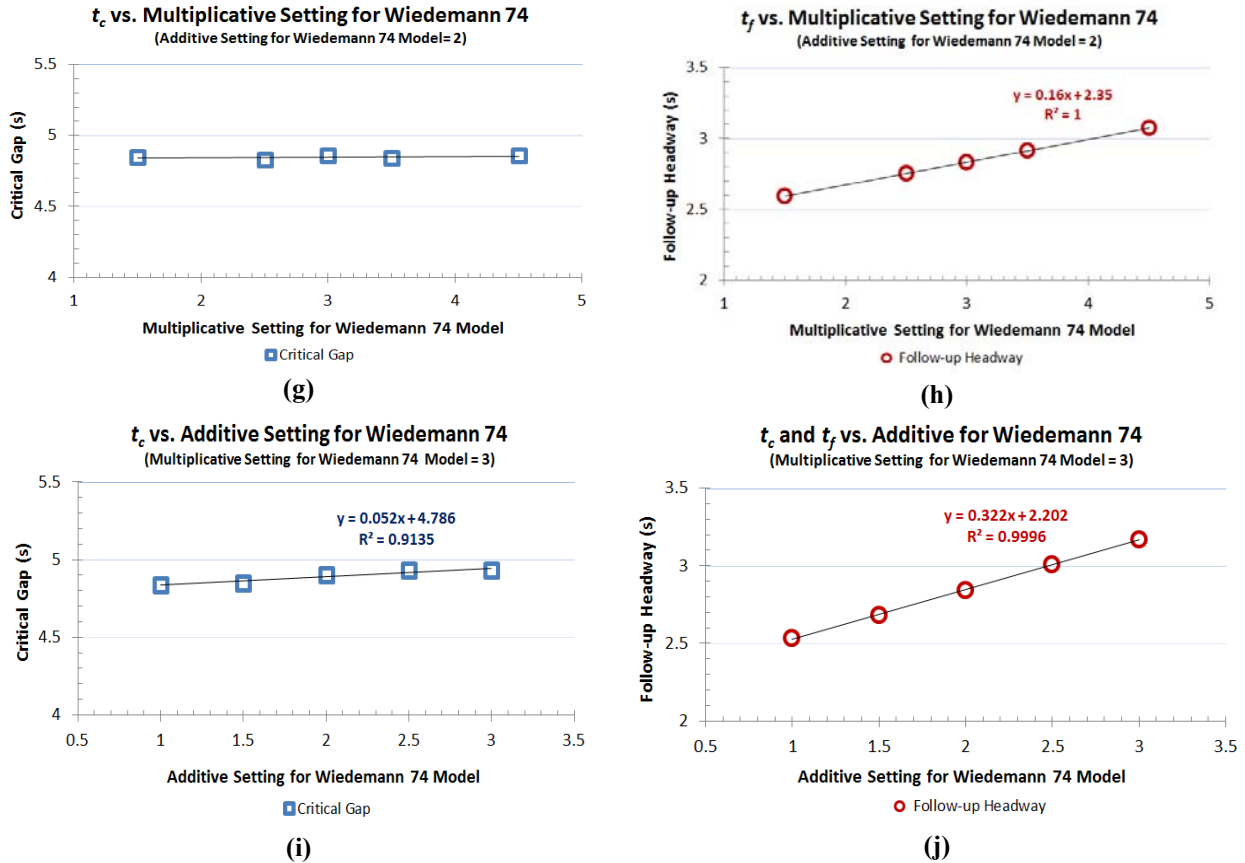 t_c vs. Multiplicative Setting for Wiedemann 74
(Additive Setting for Wiedemann 74 Model= 2)
5.5
5
4.5
4
Critical Gap (s)
1 2 3 4 5
Multiplicative Setting for Wiedemann 74 Model
Critical Gap
(g)
t_f vs. Multiplicative Setting for Wiedemann 74
(Additive Setting for Wiedemann 74 Model = 2)
3.5
3
2.5
2
Follow-up Headway (s)
y = 0.16x + 2.35
R² = 1
1 2 3 4 5
Multiplicative Setting for Wiedemann 74 Model
Follow-up Headway
(h)
t_c vs. Additive Setting for Wiedemann 74
(Multiplicative Setting for Wiedemann 74 Model = 3)
5.5
5
4.5
4
Critical Gap (s)
y = 0.052x + 4.786
R² = 0.9135
0.5 1 1.5 2 2.5 3 3.5
Additive Setting for Wiedemann 74 Model
Critical Gap
(i)
t_c and t_f vs. Additive for Wiedemann 74
(Multiplicative Setting for Wiedemann 74 Model = 3)
3.5
3
2.5
2
Follow-up Headway (s)
y = 0.322x + 2.202
R² = 0.9996
0.5 1 1.5 2 2.5 3 3.5
Additive Setting for Wiedemann 74 Model
Follow-up Headway
(j)